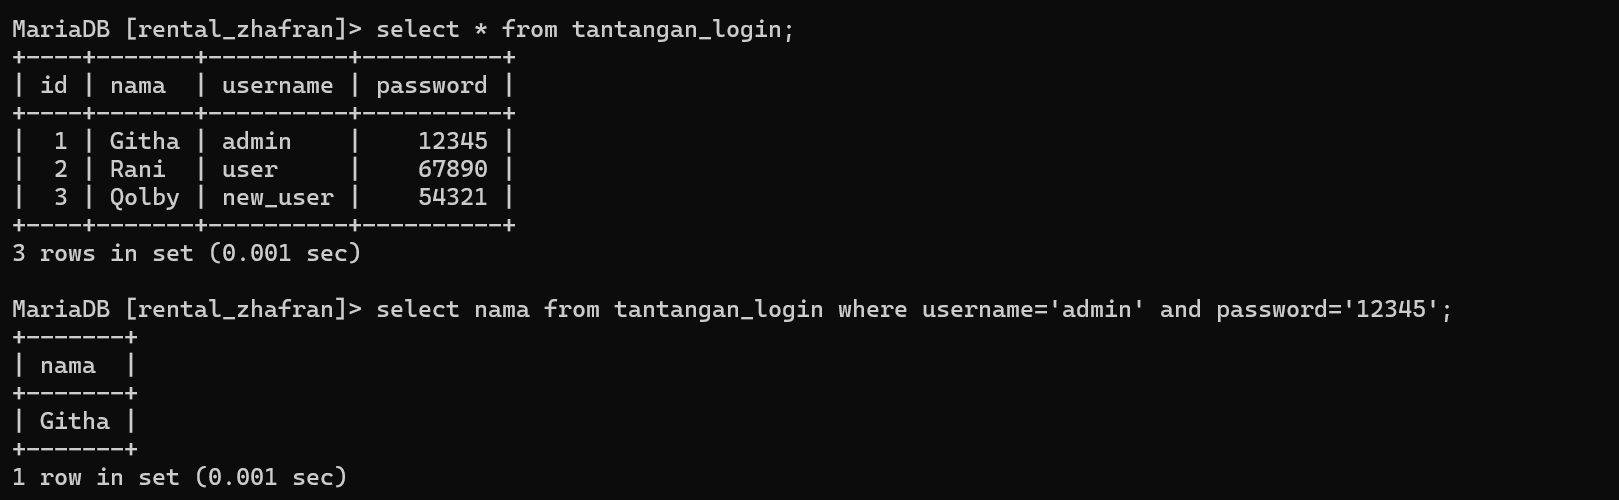 MariaDB [rental_zhafran]> select * from tantangan_login;
+----+-------+----------+----------+
| id | nama  | username | password |
+----+-------+----------+----------+
|  1 | Githa | admin    |    12345 |
|  2 | Rani  | user     |    67890 |
|  3 | Qolby | new_user |    54321 |
+----+-------+----------+----------+
3 rows in set (0.001 sec)

MariaDB [rental_zhafran]> select nama from tantangan_login where username='admin' and password='12345';
+-------+
| nama  |
+-------+
| Githa |
+-------+
1 row in set (0.001 sec)